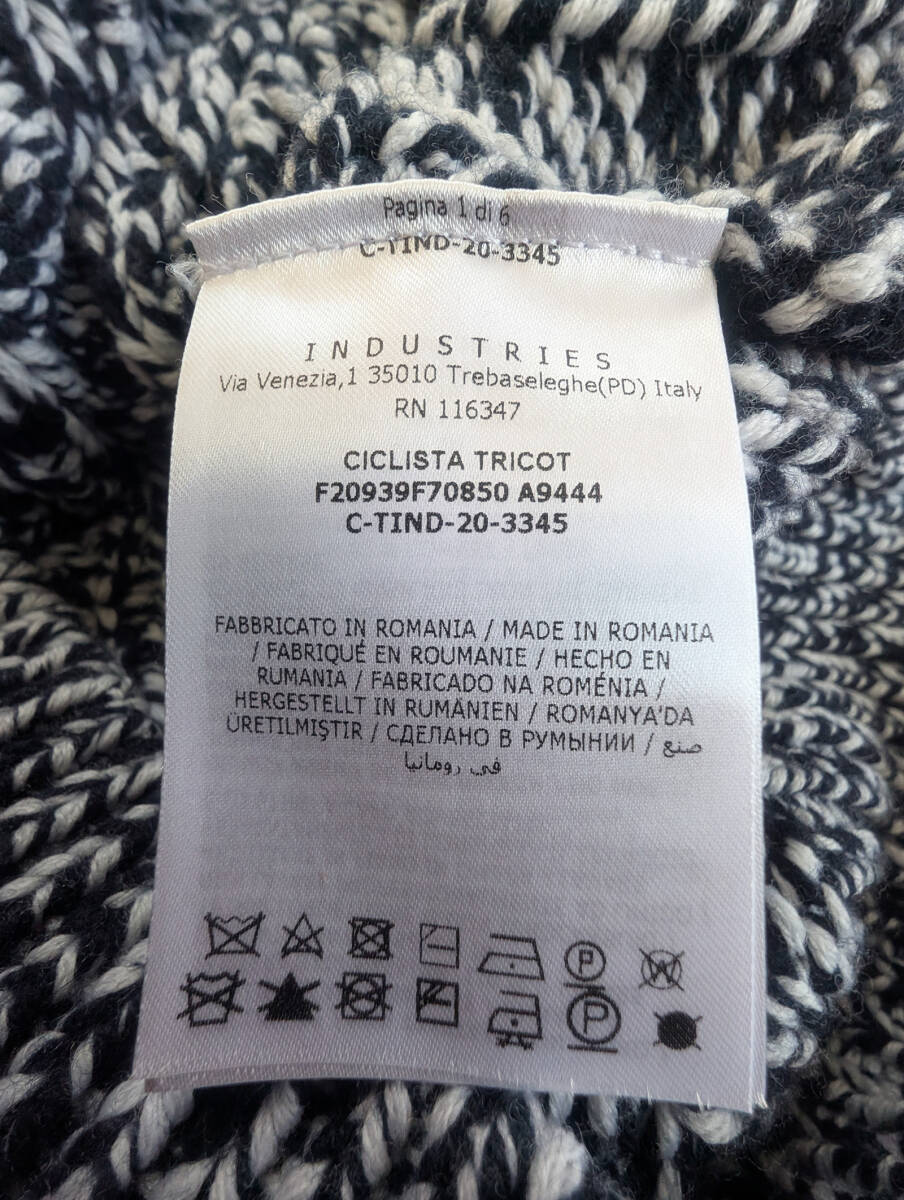 Pagina 1 di 6
C-TIND-20-3345
INDUSTRIES
Via Venezia,1 35010 Trebaseleghe(PD) Italy
RN 116347
CICLISTA TRICOT
F20939F70850 A9444
C-TIND-20-3345
FABBRICATO IN ROMANIA / MADE IN ROMANIA
/ FABRIQUÉ EN ROUMANIE / HECHO EN
RUMANIA / FABRICADO NA ROMÉNIA /
HERGESTELLT IN RUMÄNIEN / ROMANYA'DA
ÜRETILMIŞTIR / СДЕЛАНО В РУМЫНИИ / صنع
في رومانيا
P W
P